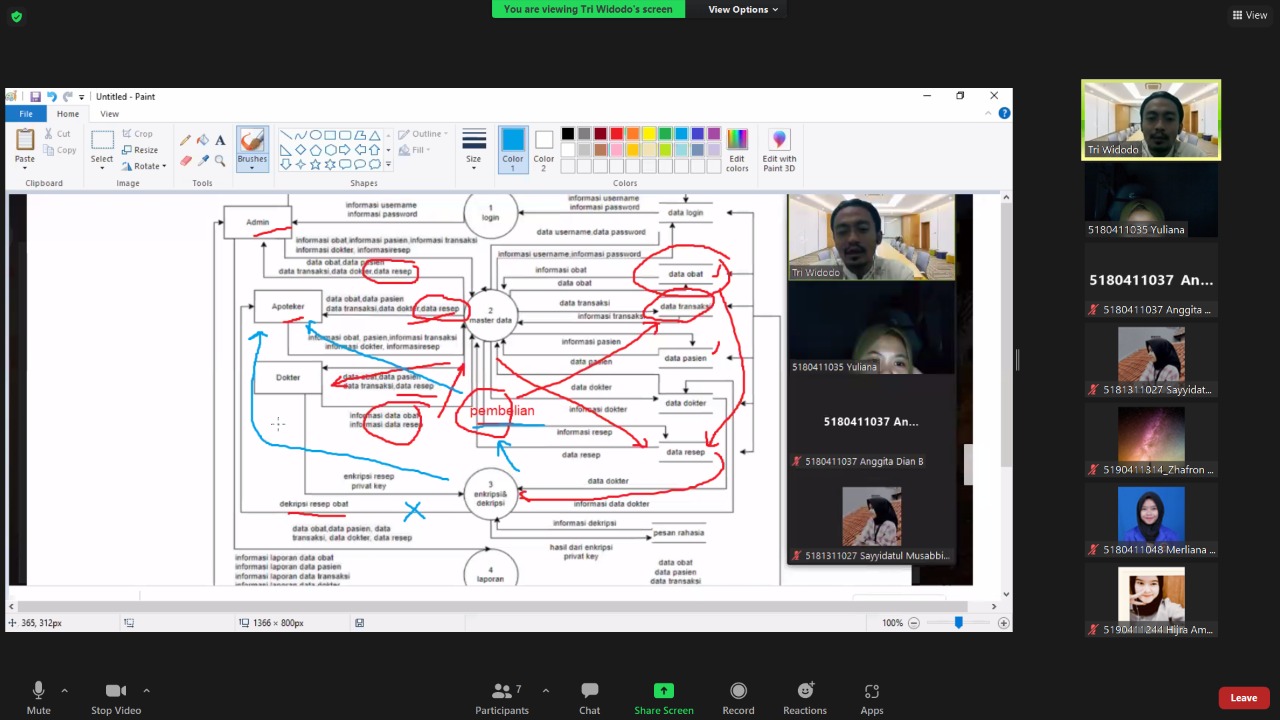 You are viewing Tri Widodo's screen
View Options
View
Untitled - Paint
File
Home
View
Paste
Cut
Copy
Clipboard
Select
Crop
Resize
Rotate
Image
Tools
Brushes
Outline
Fill
Shapes
Size
Color 1
Color 2
Edit colors
Colors
Edit with Paint 3D
Admin
informasi username
informasi password
1
login
informasi username
informasi password
data login
data username,data password
informasi obat,informasi pasien,informasi transaksi
informasi dokter, informasiresep
informasi username,informasi password
data obat,data pasien
data transaksi,data dokter,data resep
informasi obat
data obat
data obat
Apoteker
data obat,data pasien
data transaksi,data dokter,data resep
2
master data
data transaksi
informasi transaksi
data transaksi
informasi obat, pasien,informasi transaksi
informasi dokter, informasiresep
informasi pasien
data pasien
data pasien
Dokter
data obat,data pasien
data transaksi,data resep
data dokter
informasi dokter
data dokter
informasi data obat
informasi data resep
pembelian
informasi resep
data resep
data resep
enkripsi resep
privat key
3
enkripsi&
dekripsi
data dokter
informasi data dokter
dekripsi resep obat
data obat,data pasien, data
transaksi, data dokter, data resep
informasi dekripsi
pesan rahasia
hasil dari enkripsi
privat key
informasi laporan data obat
informasi laporan data pasien
informasi laporan data transaksi
informasi laporan data dokter
4
laporan
data obat
data pasien
data transaksi
Tri Widodo
5180411035 Yuliana
5180411037 An...
5180411037 Anggita Dian B
5181311027 Sayyidatul Musabbi...
365, 312px
1366 × 800px
100%
Tri Widodo
5180411035 Yuliana
5180411037 An...
5180411037 Anggita ...
5181311027 Sayyidat...
5190411314_Zhafron ...
5180411048 Merliana ...
5190411244 Hijra Am...
Mute
Stop Video
7
Participants
Chat
Share Screen
Record
Reactions
Apps
Leave